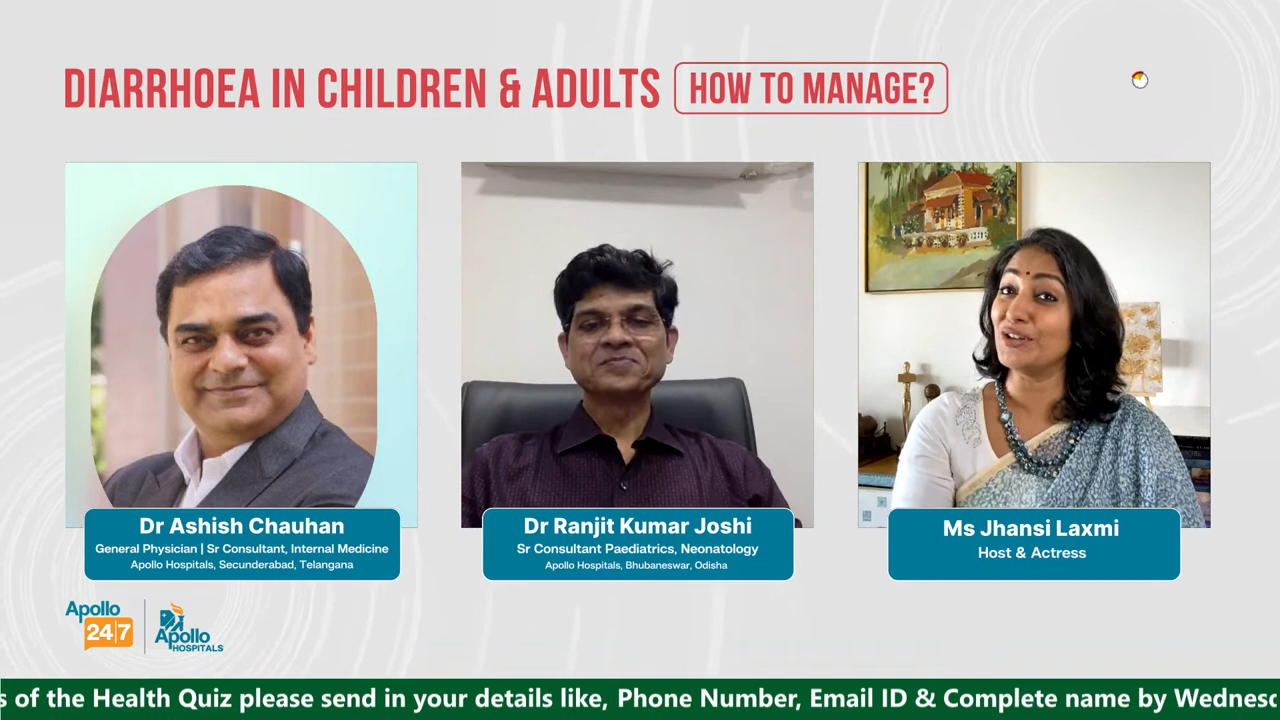 DIARRHOEA IN CHILDREN & ADULTS HOW TO MANAGE?
Dr Ashish Chauhan
General Physician | Sr Consultant, Internal Medicine
Apollo Hospitals, Secunderabad, Telangana
Dr Ranjit Kumar Joshi
Sr Consultant Paediatrics, Neonatology
Apollo Hospitals, Bhubaneswar, Odisha
Ms Jhansi Laxmi
Host & Actress
Apollo
24|7
Apollo
HOSPITALS
s of the Health Quiz please send in your details like, Phone Number, Email ID & Complete name by Wednesd